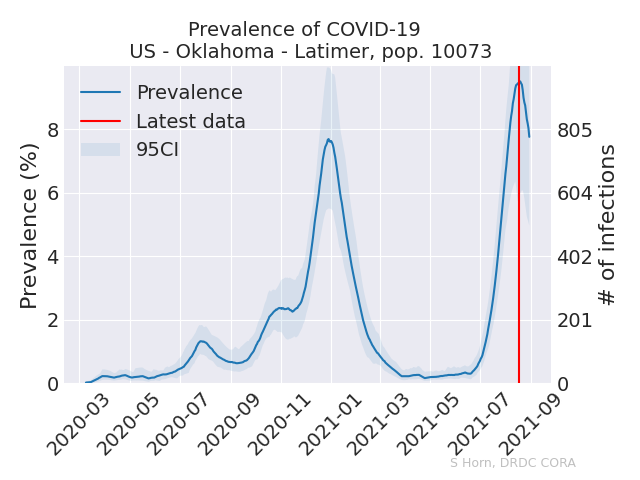 Prevalence of COVID-19
US - Oklahoma - Latimer, pop. 10073
Prevalence
Latest data
95CI
Prevalence (%)
8
6
4
2
0
805
604
402
201
0
# of infections
2020-03
2020-05
2020-07
2020-09
2020-11
2021-01
2021-03
2021-05
2021-07
2021-09
S Horn, DRDC CORA